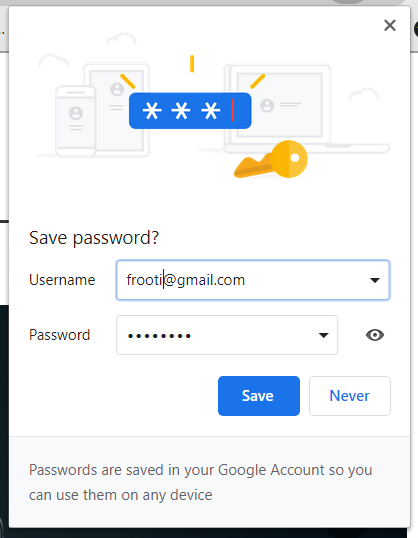 Save password?
Username frooti@gmail.com
Password ••••••••
Save Never
Passwords are saved in your Google Account so you
can use them on any device